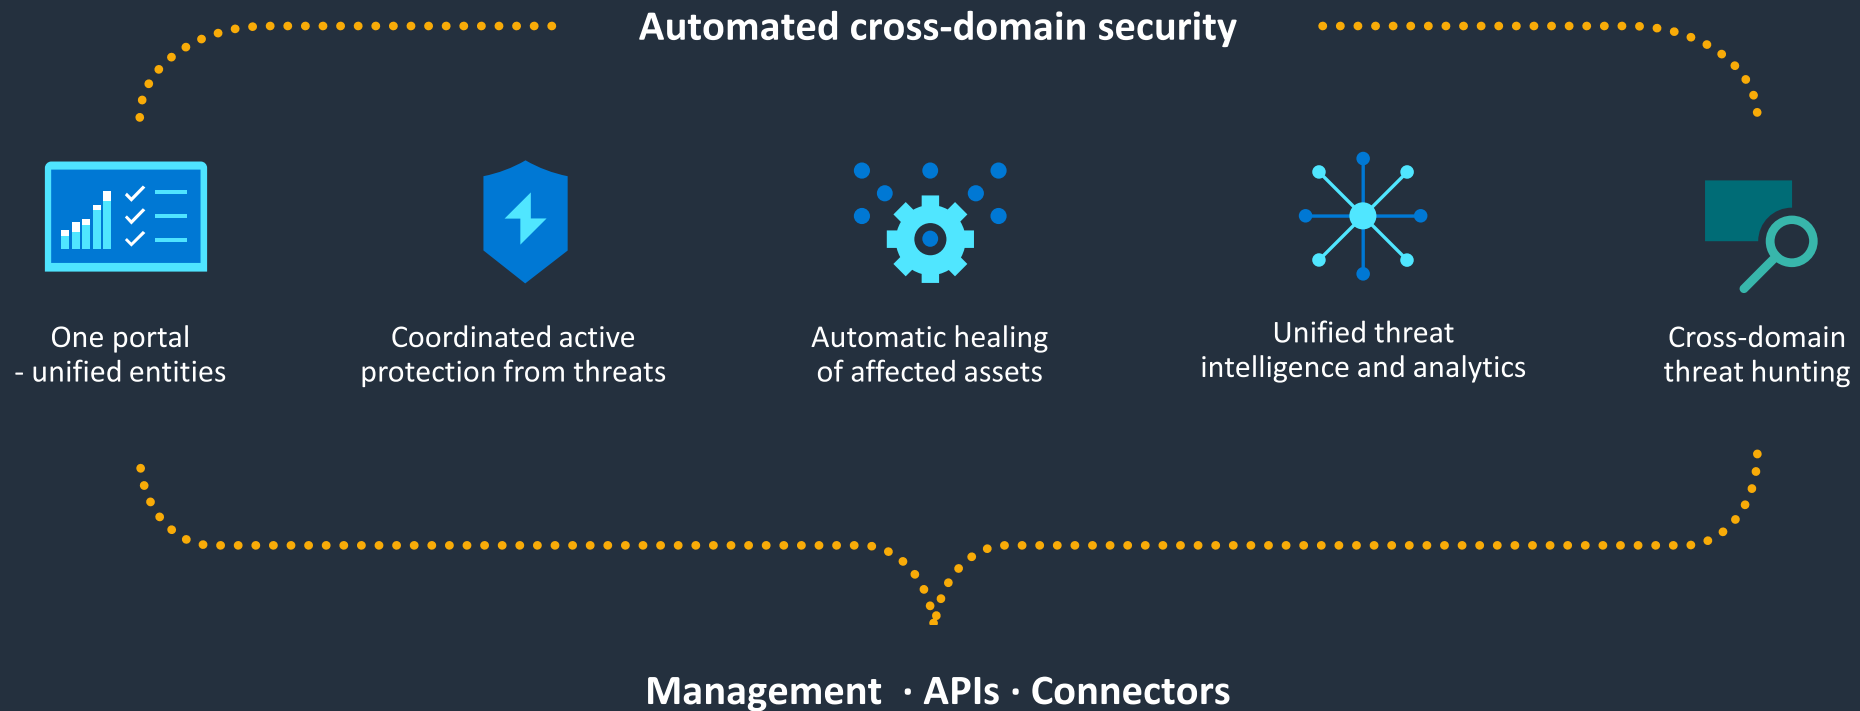 Automated cross-domain security
One portal
- unified entities
Coordinated active
protection from threats
Automatic healing
of affected assets
Unified threat
intelligence and analytics
Cross-domain
threat hunting
Management · APIs · Connectors